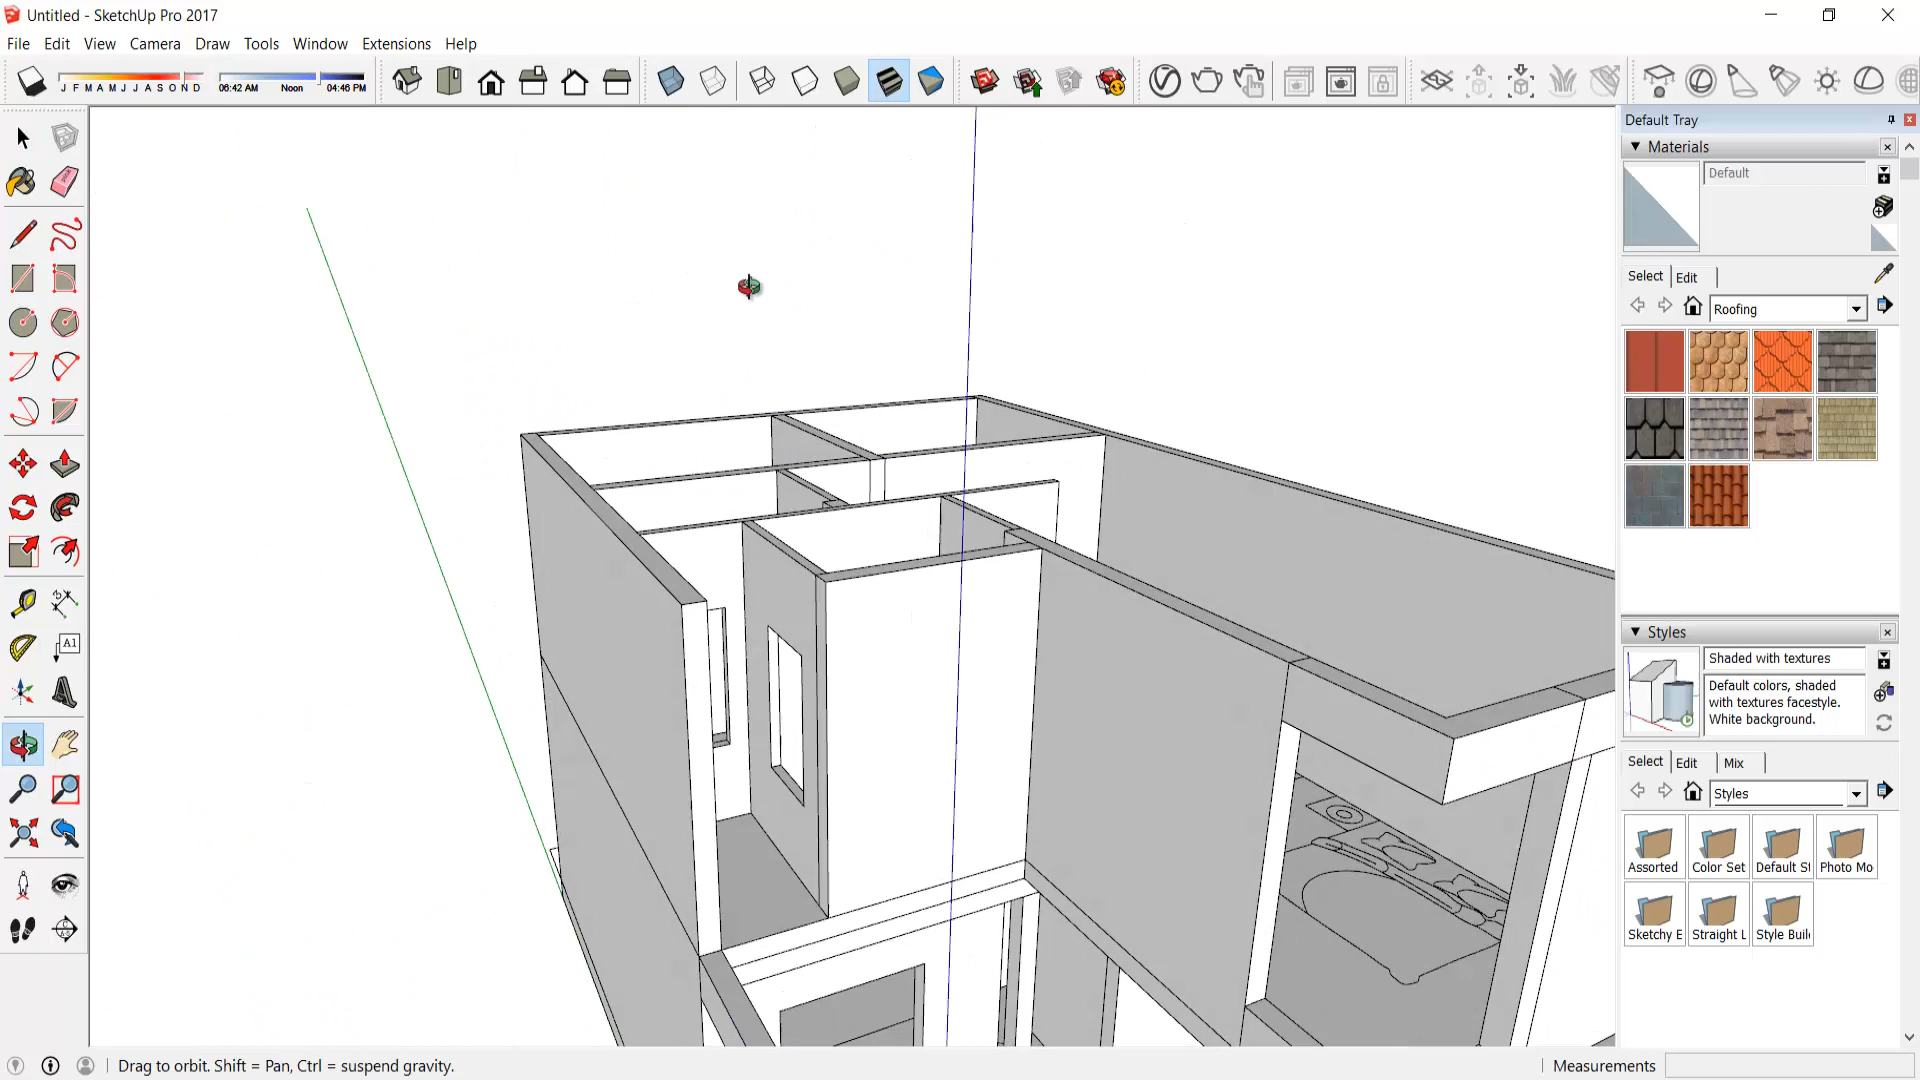 Untitled - SketchUp Pro 2017
File Edit View Camera Draw Tools Window Extensions Help
J F M A M J J A S O N D
06:42 AM Noon 04:46 PM
Default Tray
Materials
Default
Select Edit
Roofing
A1
Styles
Shaded with textures
Default colors, shaded
with textures facestyle.
White background.
Select Edit Mix
Styles
Assorted Color Set Default St Photo Mo
Sketchy E Straight L Style Buil
Drag to orbit. Shift = Pan, Ctrl = suspend gravity.
Measurements